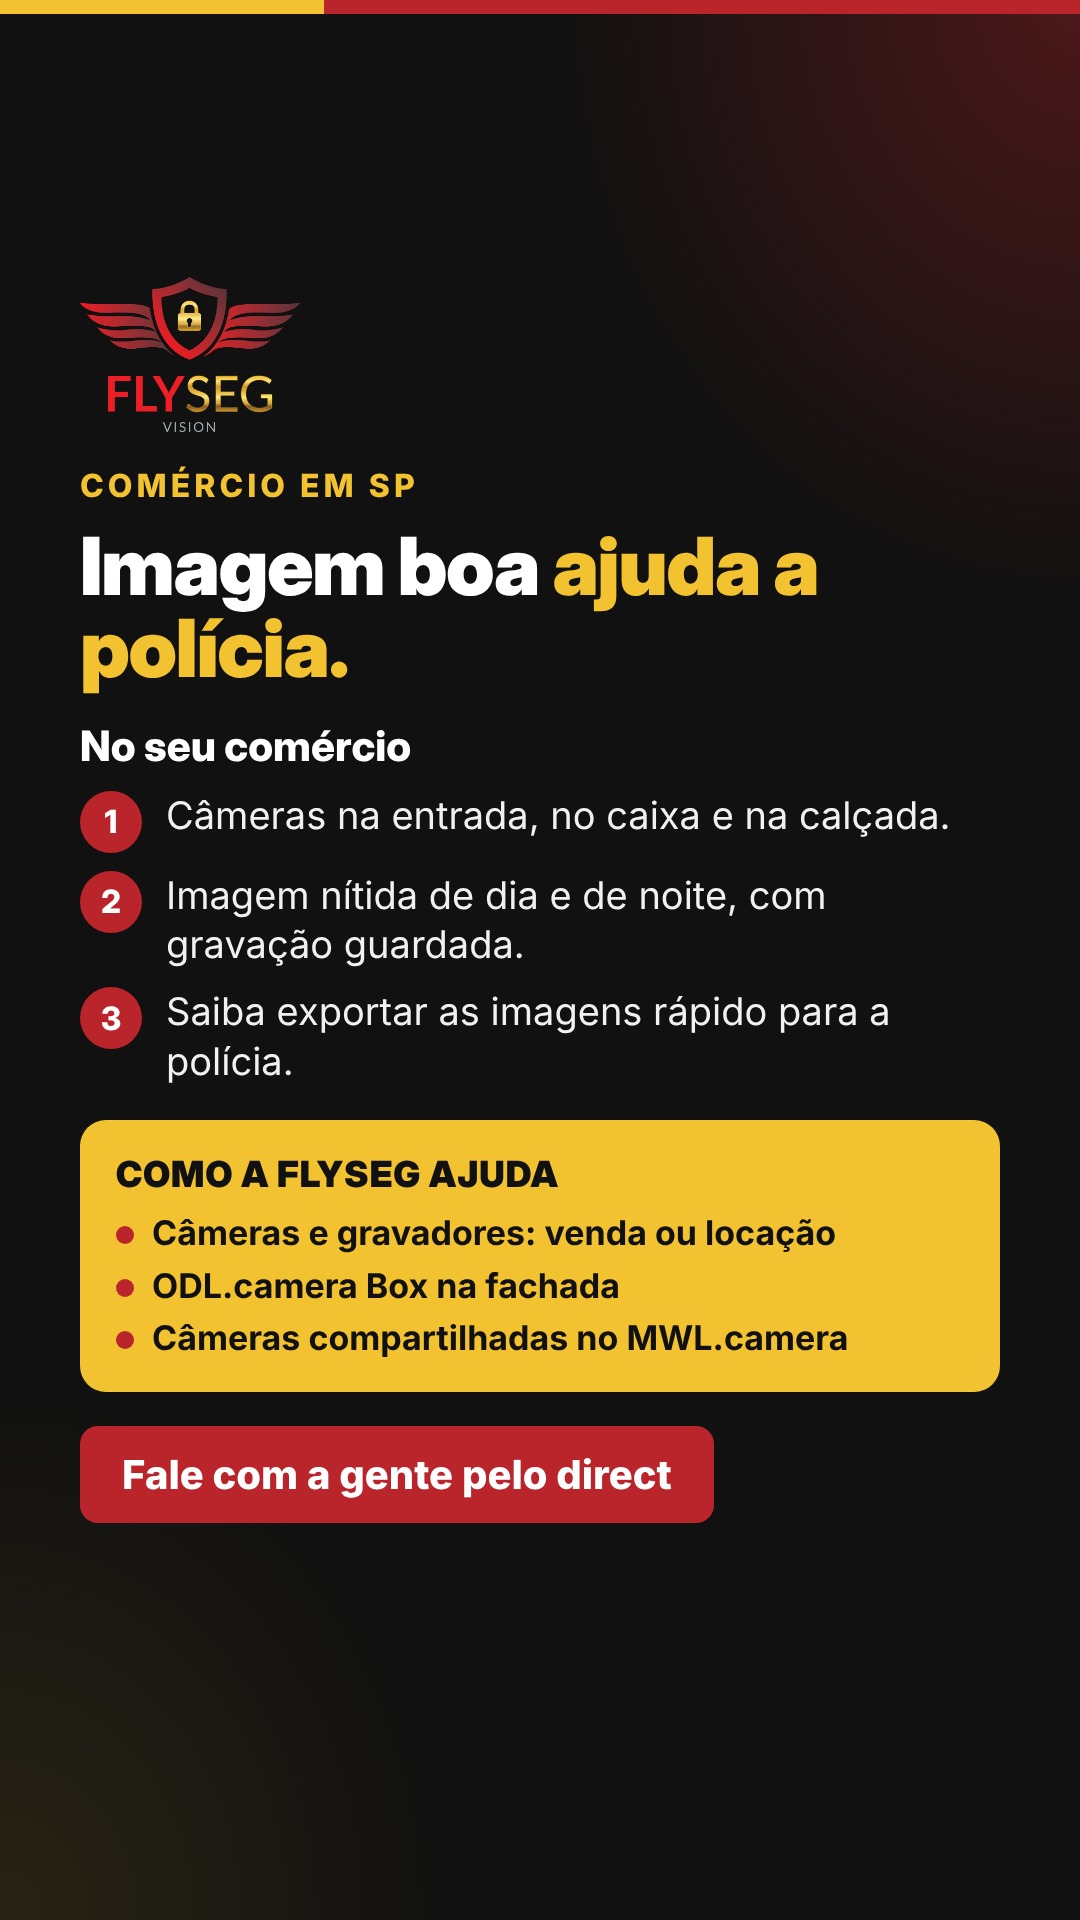 FLYSEG
VISION
COMÉRCIO EM SP
Imagem boa ajuda a
polícia.
No seu comércio
1 Câmeras na entrada, no caixa e na calçada.
2 Imagem nítida de dia e de noite, com
gravação guardada.
3 Saiba exportar as imagens rápido para a
polícia.
COMO A FLYSEG AJUDA
Câmeras e gravadores: venda ou locação
ODL.camera Box na fachada
Câmeras compartilhadas no MWL.camera
Fale com a gente pelo direct